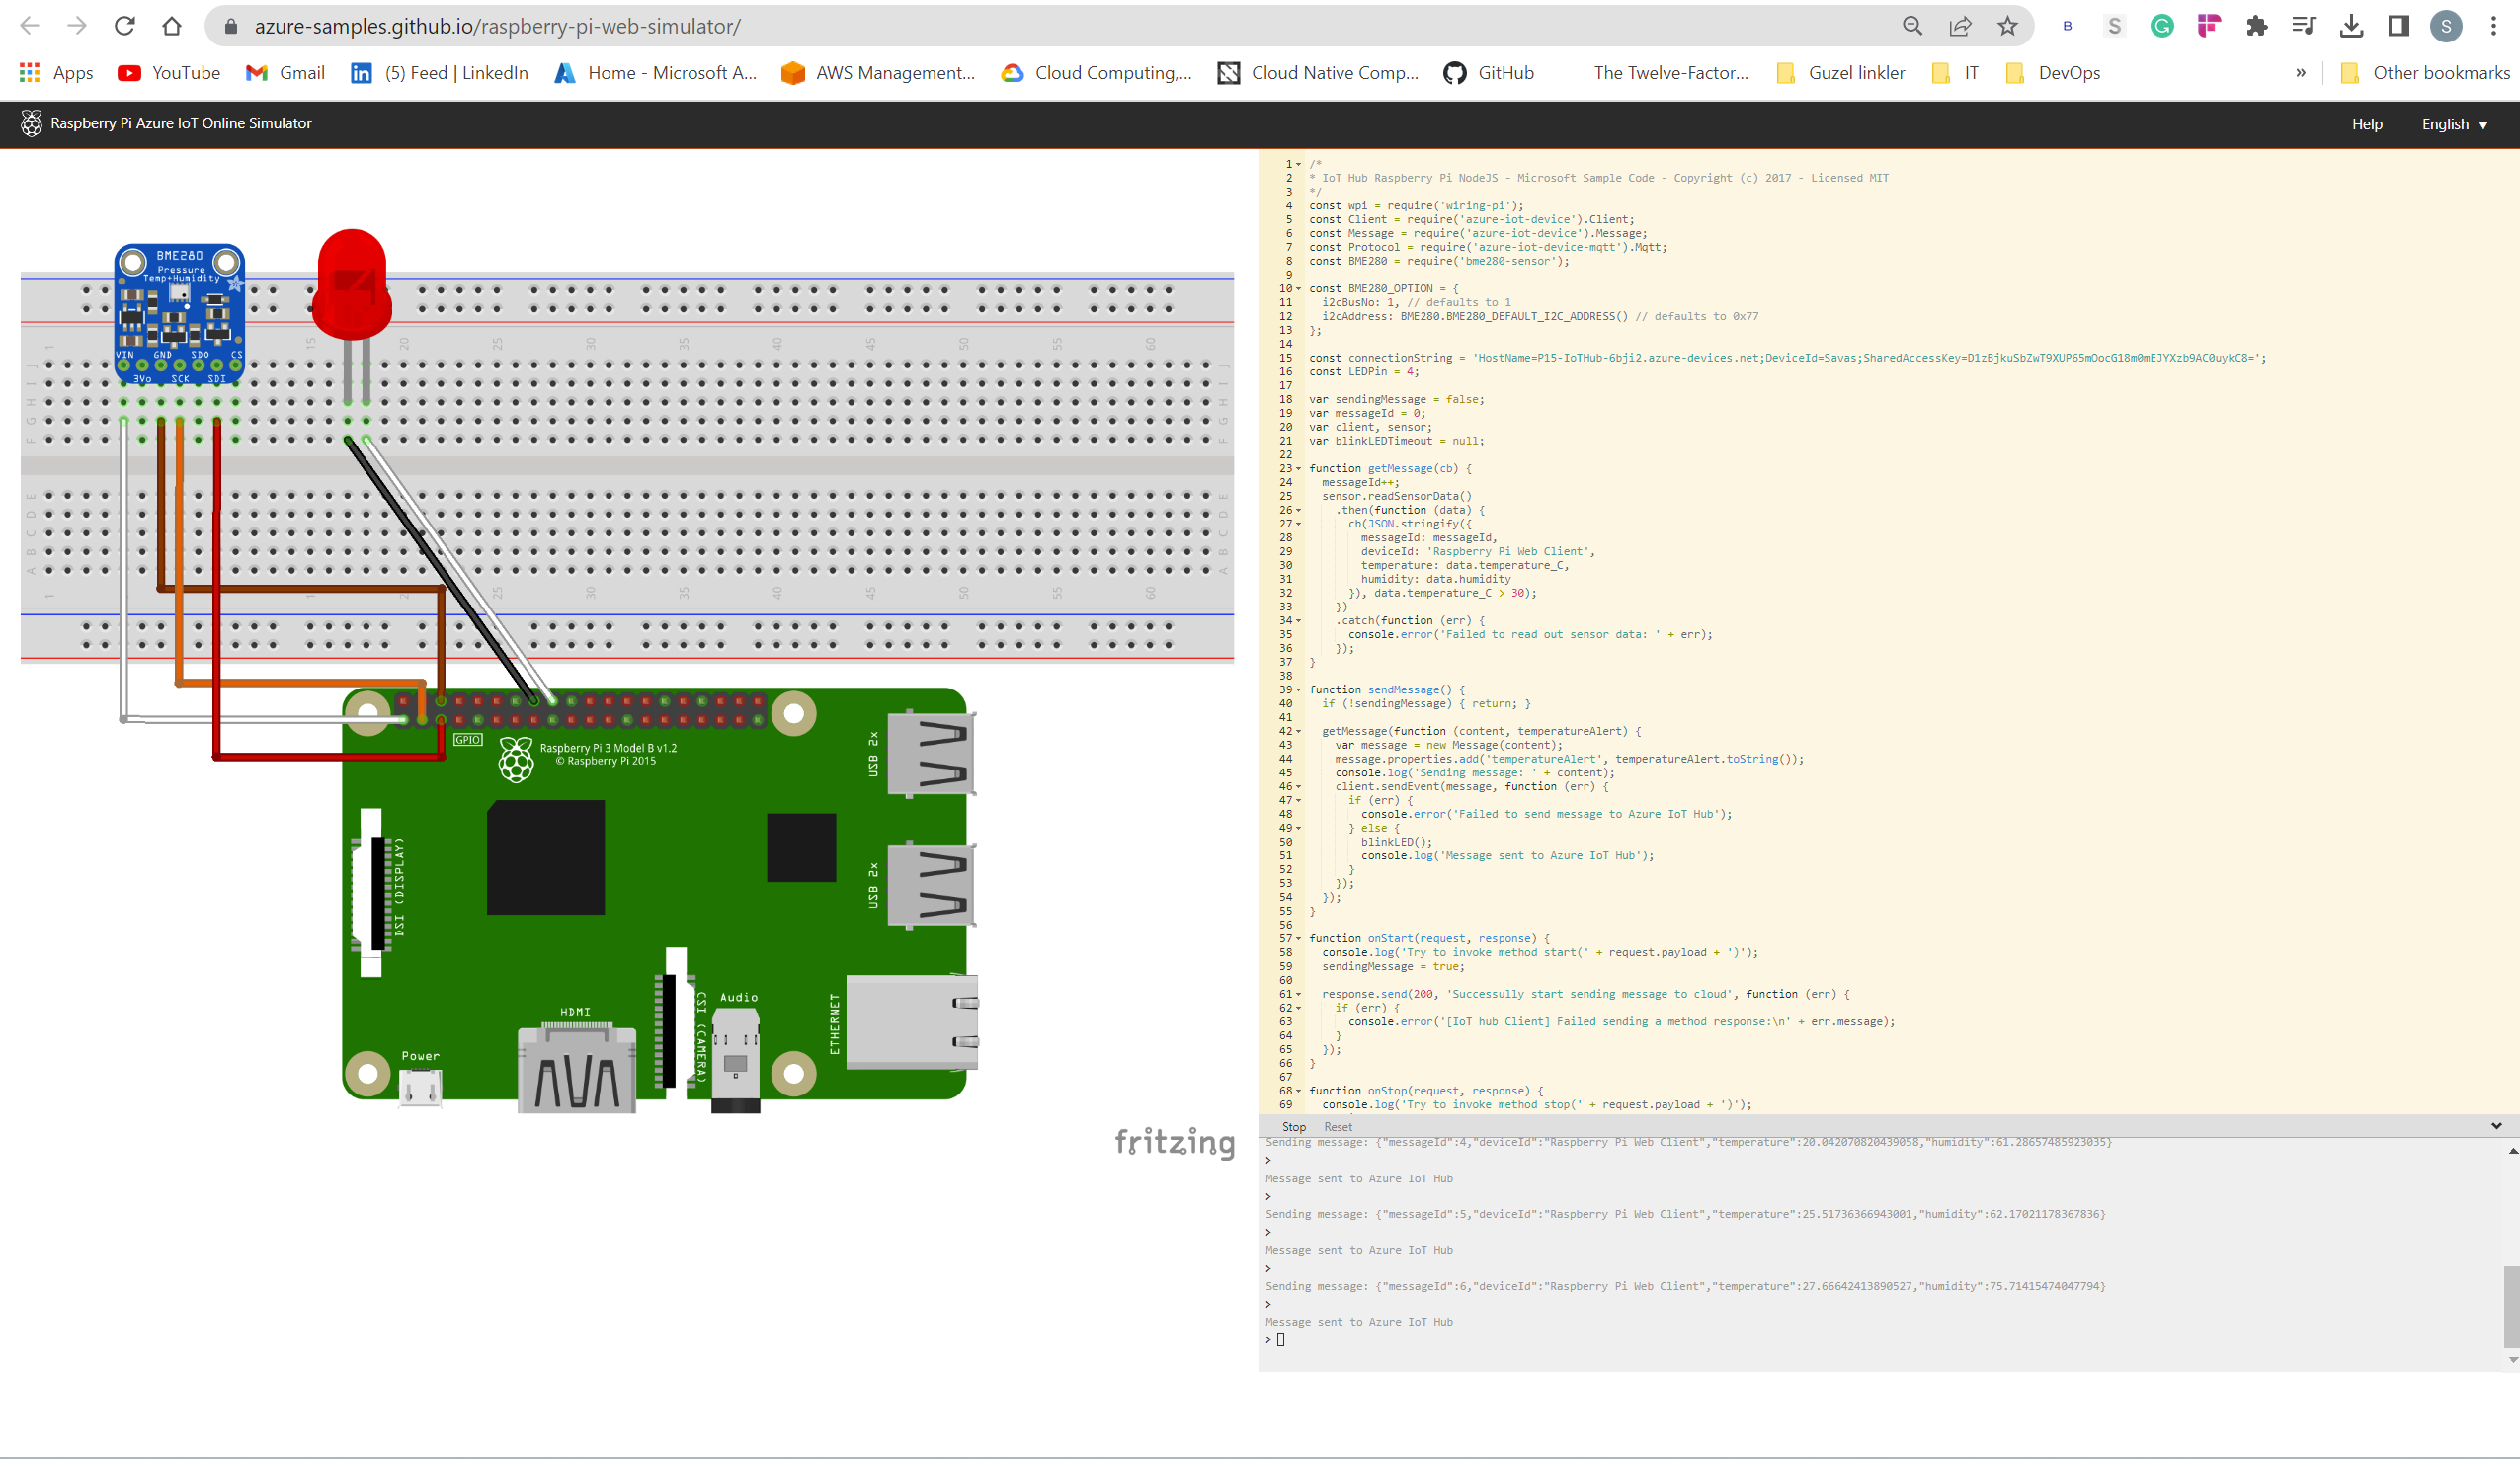 azure-samples.github.io/raspberry-pi-web-simulator/
B S G S
Apps YouTube Gmail (5) Feed | LinkedIn Home - Microsoft A... AWS Management... Cloud Computing,... Cloud Native Comp... GitHub The Twelve-Factor... Guzel linkler IT DevOps » Other bookmarks
Raspberry Pi Azure IoT Online Simulator Help English
BME280
Pressure
Temp+Humidity
VIN GND SDO CS
3Vo SCK SDI
1 15 20 25 30 35 40 45 50 55 60
J J
I I
H H
G G
F F
E E
D D
C C
B B
A A
1 20 25 30 35 40 45 50 55 60
GPIO
Raspberry Pi 3 Model B v1.2
© Raspberry Pi 2015
USB 2x
USB 2x
DSI (DISPLAY)
CSI (CAMERA)
Audio
ETHERNET
HDMI
Power
fritzing
1 /*
2 * IoT Hub Raspberry Pi NodeJS - Microsoft Sample Code - Copyright (c) 2017 - Licensed MIT
3 */
4 const wpi = require('wiring-pi');
5 const Client = require('azure-iot-device').Client;
6 const Message = require('azure-iot-device').Message;
7 const Protocol = require('azure-iot-device-mqtt').Mqtt;
8 const BME280 = require('bme280-sensor');
9
10 const BME280_OPTION = {
11 i2cBusNo: 1, // defaults to 1
12 i2cAddress: BME280.BME280_DEFAULT_I2C_ADDRESS() // defaults to 0x77
13 };
14
15 const connectionString = 'HostName=P15-IoTHub-6bji2.azure-devices.net;DeviceId=Savas;SharedAccessKey=D1zBjkuSbZwT9XUP65mOocG18m0mEJYXzb9AC0uykC8=';
16 const LEDPin = 4;
17
18 var sendingMessage = false;
19 var messageId = 0;
20 var client, sensor;
21 var blinkLEDTimeout = null;
22
23 function getMessage(cb) {
24 messageId++;
25 sensor.readSensorData()
26 .then(function (data) {
27 cb(JSON.stringify({
28 messageId: messageId,
29 deviceId: 'Raspberry Pi Web Client',
30 temperature: data.temperature_C,
31 humidity: data.humidity
32 }), data.temperature_C > 30);
33 })
34 .catch(function (err) {
35 console.error('Failed to read out sensor data: ' + err);
36 });
37 }
38
39 function sendMessage() {
40 if (!sendingMessage) { return; }
41
42 getMessage(function (content, temperatureAlert) {
43 var message = new Message(content);
44 message.properties.add('temperatureAlert', temperatureAlert.toString());
45 console.log('Sending message: ' + content);
46 client.sendEvent(message, function (err) {
47 if (err) {
48 console.error('Failed to send message to Azure IoT Hub');
49 } else {
50 blinkLED();
51 console.log('Message sent to Azure IoT Hub');
52 }
53 });
54 });
55 }
56
57 function onStart(request, response) {
58 console.log('Try to invoke method start(' + request.payload + ')');
59 sendingMessage = true;
60
61 response.send(200, 'Successully start sending message to cloud', function (err) {
62 if (err) {
63 console.error('[IoT hub Client] Failed sending a method response:\n' + err.message);
64 }
65 });
66 }
67
68 function onStop(request, response) {
69 console.log('Try to invoke method stop(' + request.payload + ')');
Stop Reset
Sending message: {"messageId":4,"deviceId":"Raspberry Pi Web Client","temperature":20.042070820439058,"humidity":61.28657485923035}
>
Message sent to Azure IoT Hub
>
Sending message: {"messageId":5,"deviceId":"Raspberry Pi Web Client","temperature":25.51736366943001,"humidity":62.17021178367836}
>
Message sent to Azure IoT Hub
>
Sending message: {"messageId":6,"deviceId":"Raspberry Pi Web Client","temperature":27.66642413890527,"humidity":75.71415474047794}
>
Message sent to Azure IoT Hub
>